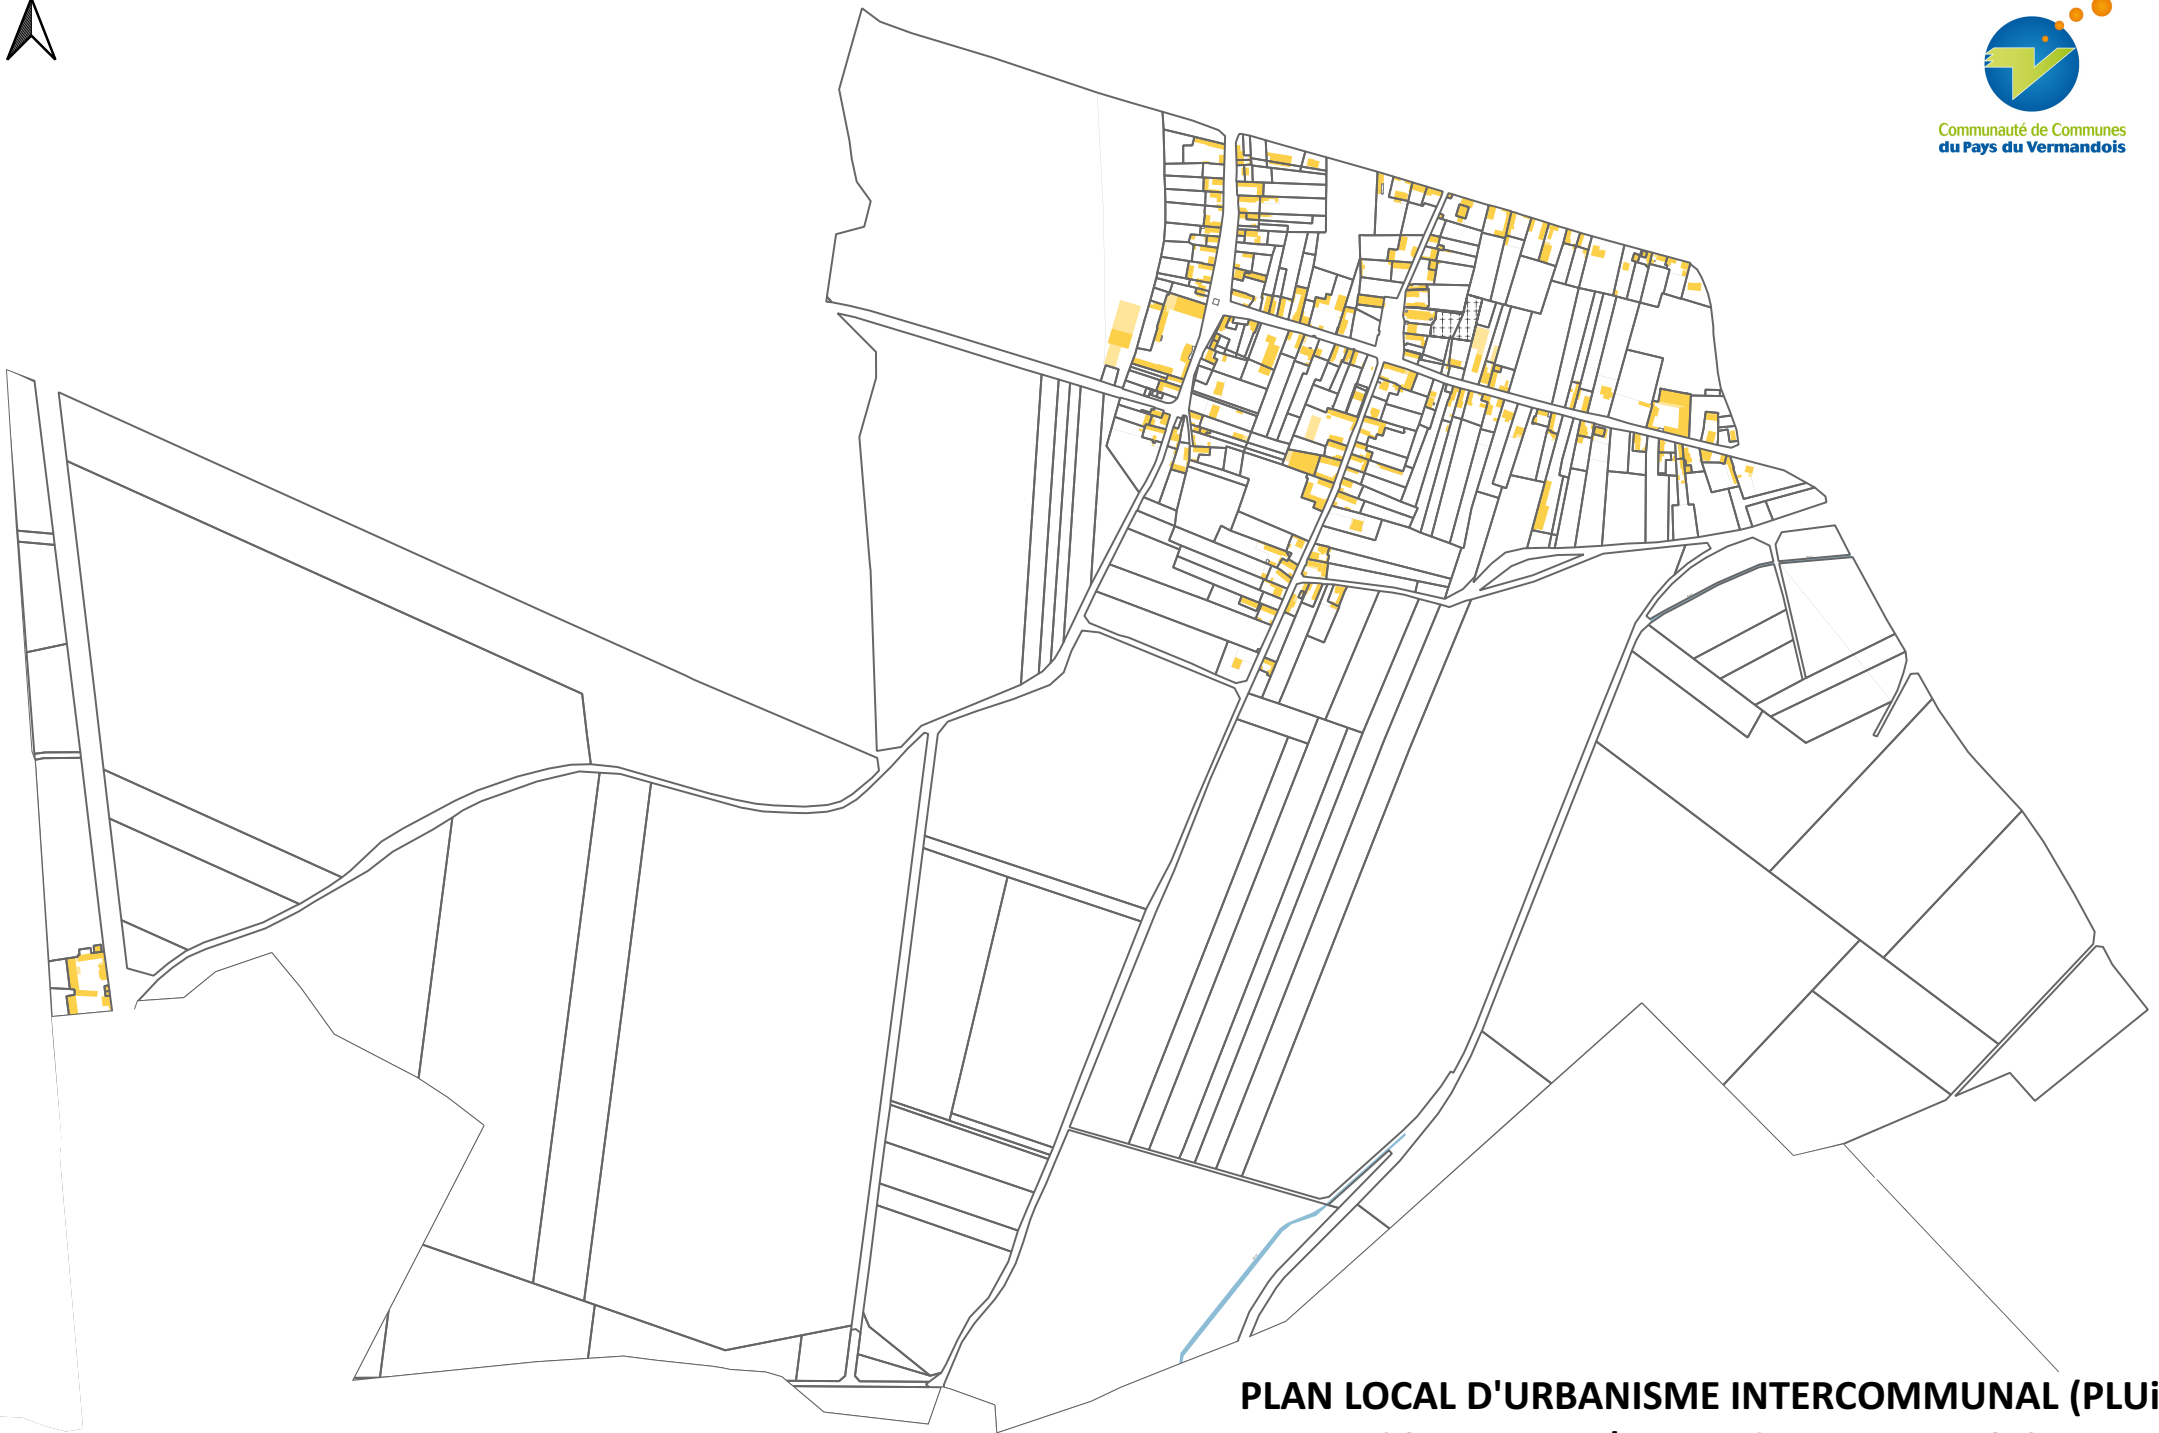 Communauté de Communes
du Pays du Vermandois
PLAN LOCAL D'URBANISME INTERCOMMUNAL (PLUi